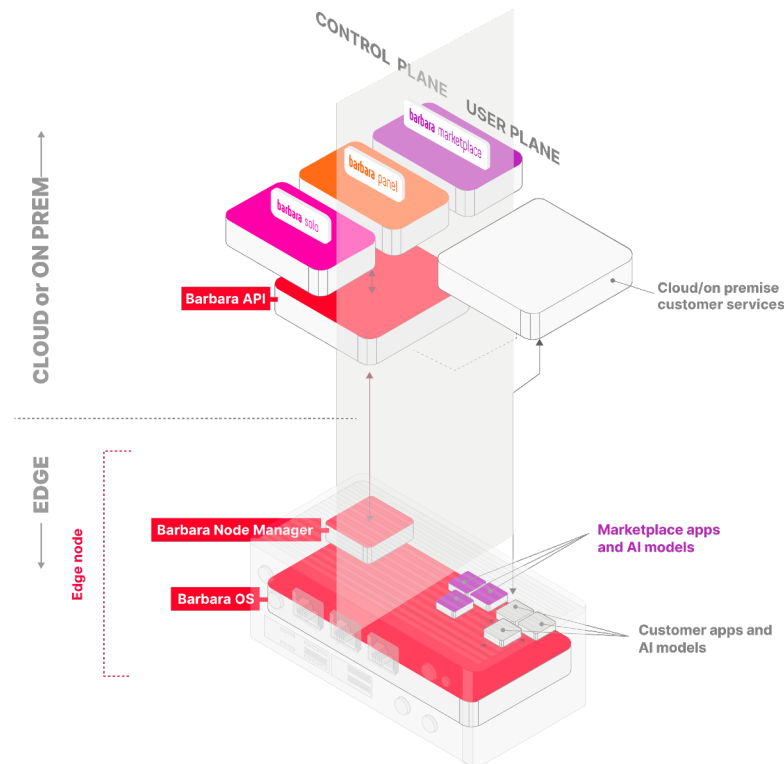 CONTROL PLANE
USER PLANE
barbara marketplace
barbara panel
barbara solo
CLOUD or ON PREM
Barbara API
Cloud/on premise
customer services
EDGE
Edge node
Barbara Node Manager
Marketplace apps
and AI models
Barbara OS
Customer apps and
AI models